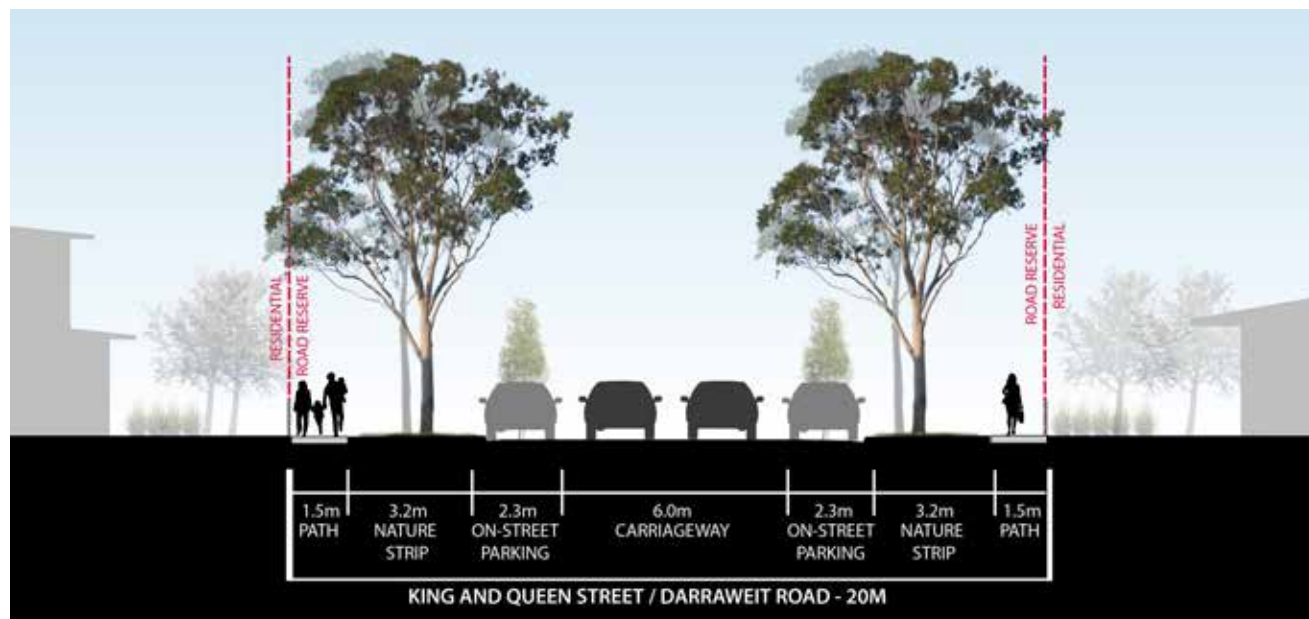 RESIDENTIAL
ROAD RESERVE
ROAD RESERVE
RESIDENTIAL
1.5m
PATH
3.2m
NATURE
STRIP
2.3m
ON-STREET
PARKING
6.0m
CARRIAGEWAY
2.3m
ON-STREET
PARKING
3.2m
NATURE
STRIP
1.5m
PATH
KING AND QUEEN STREET / DARRAWEIT ROAD - 20M